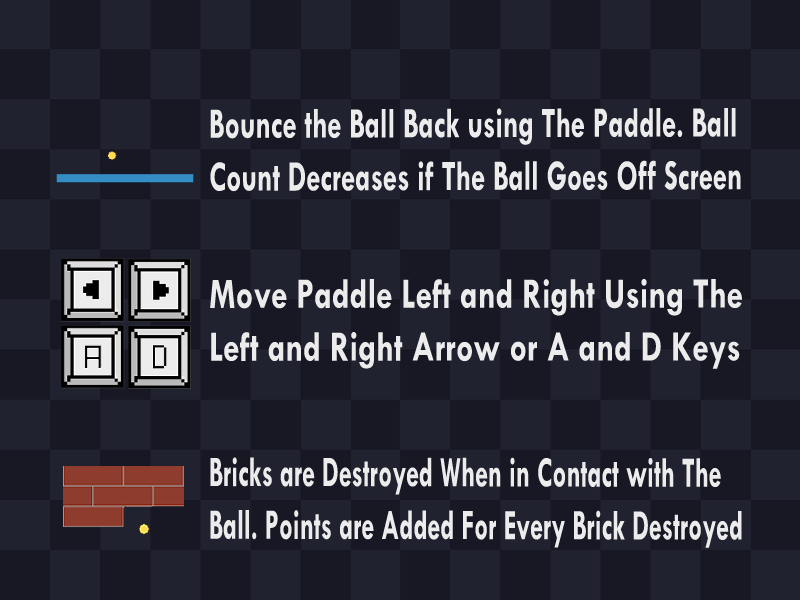 Bounce the Ball Back using The Paddle. Ball
Count Decreases if The Ball Goes Off Screen
Move Paddle Left and Right Using The
Left and Right Arrow or A and D Keys
A D
Bricks are Destroyed When in Contact with The
Ball. Points are Added For Every Brick Destroyed